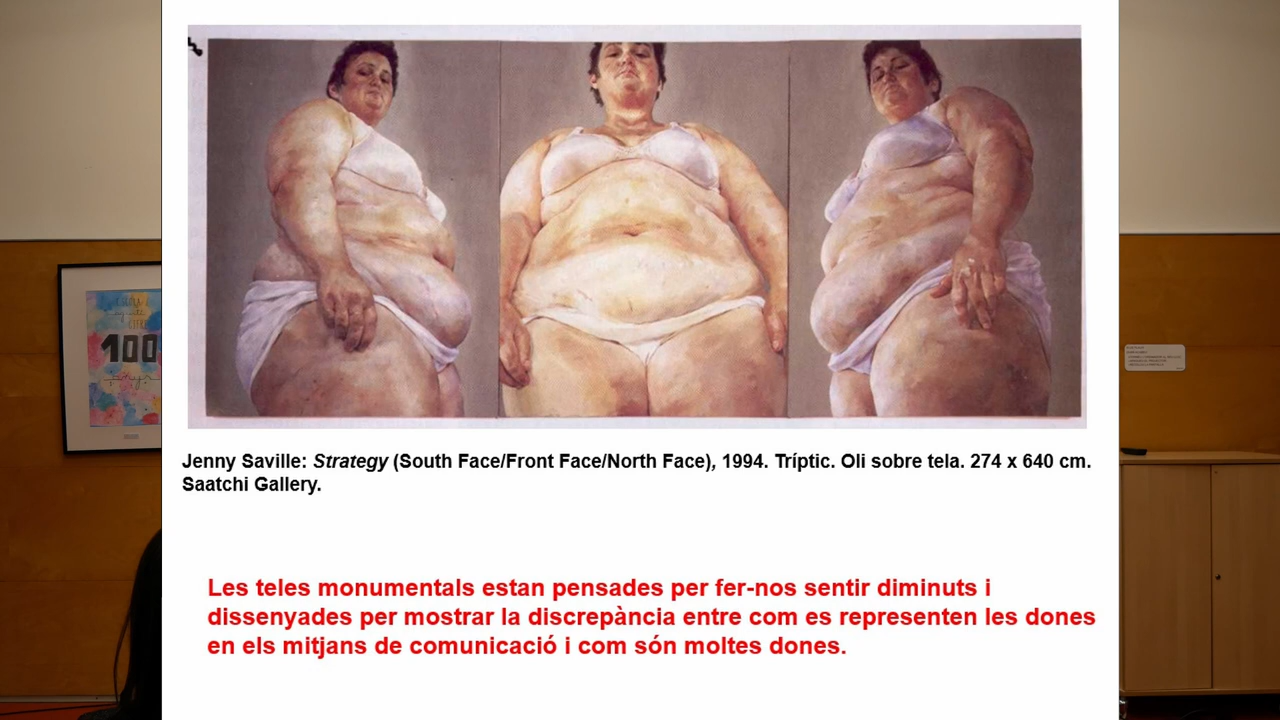 100
Jenny Saville: Strategy (South Face/Front Face/North Face), 1994. Tríptic. Oli sobre tela. 274 x 640 cm.
Saatchi Gallery.
Les teles monumentals estan pensades per fer-nos sentir diminuts i
dissenyades per mostrar la discrepància entre com es representen les dones
en els mitjans de comunicació i com són moltes dones.